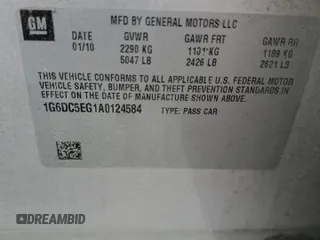 GM
MFD BY GENERAL MOTORS LLC
DATE GVWR GAWR FRT GAWR RR
01/10 2290 KG 1101 KG 1189 KG
5047 LB 2426 LB 2621 LB
THIS VEHICLE CONFORMS TO ALL APPLICABLE U.S. FEDERAL MOTOR
VEHICLE SAFETY, BUMPER, AND THEFT PREVENTION STANDARDS IN
EFFECT ON THE DATE OF MANUFACTURE SHOWN ABOVE.
1G6DC5EG1A0124584 TYPE: PASS CAR
DREAMBID